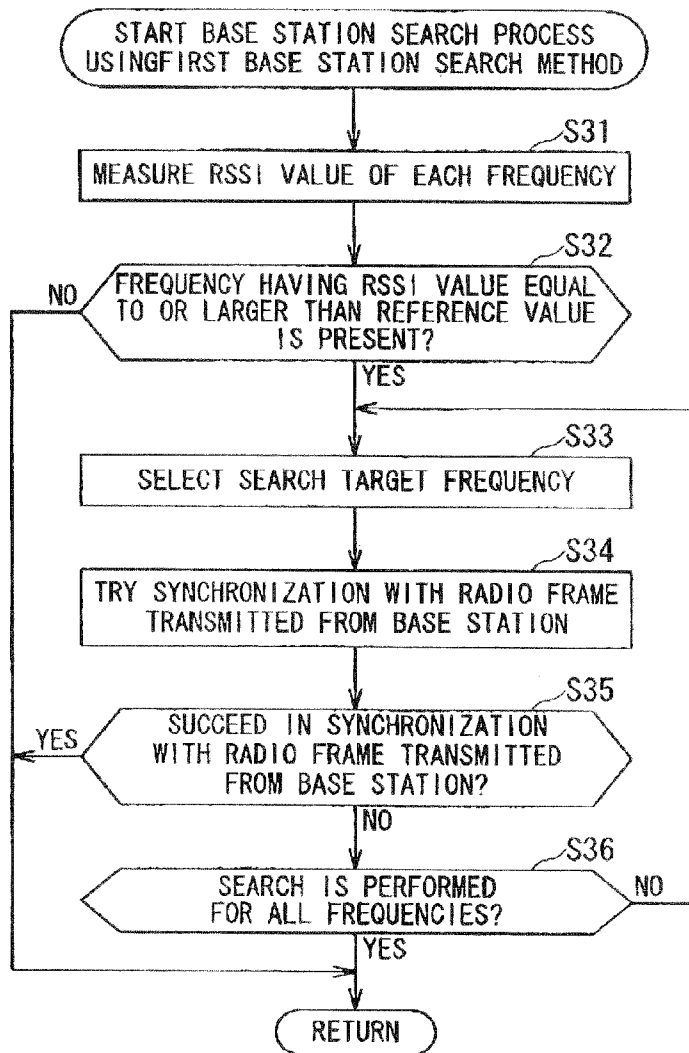 START BASE STATION SEARCH PROCESS
USINGFIRST BASE STATION SEARCH METHOD
S31
MEASURE RSSI VALUE OF EACH FREQUENCY
S32
FREQUENCY HAVING RSSI VALUE EQUAL
TO OR LARGER THAN REFERENCE VALUE
IS PRESENT?
NO
YES
S33
SELECT SEARCH TARGET FREQUENCY
S34
TRY SYNCHRONIZATION WITH RADIO FRAME
TRANSMITTED FROM BASE STATION
S35
SUCCEED IN SYNCHRONIZATION
WITH RADIO FRAME TRANSMITTED
FROM BASE STATION?
YES
NO
S36
SEARCH IS PERFORMED
FOR ALL FREQUENCIES?
NO
YES
RETURN